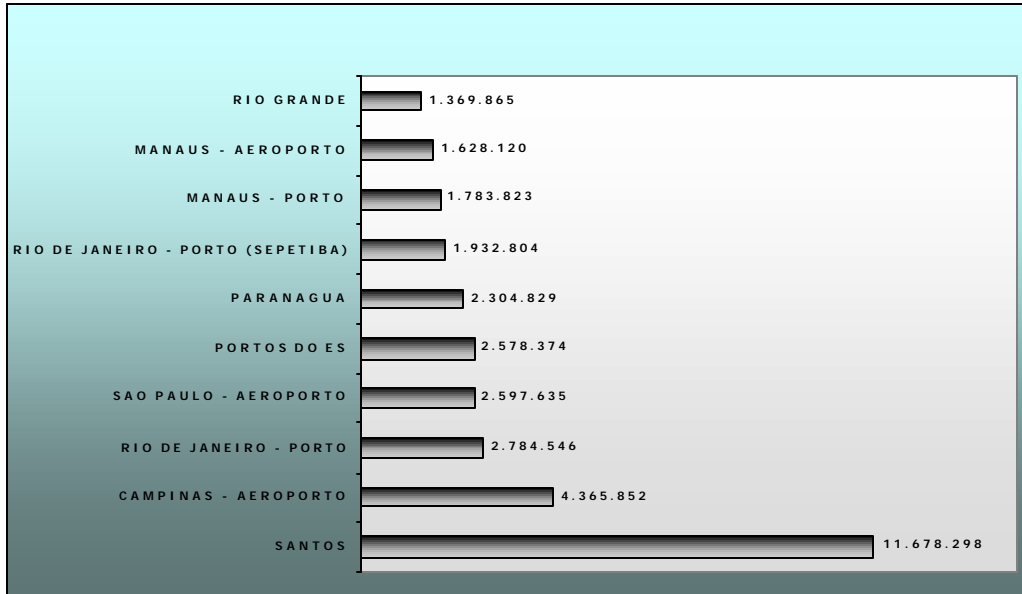 RIO GRANDE 1.369.865
MANAUS - AEROPORTO 1.628.120
MANAUS - PORTO 1.783.823
RIO DE JANEIRO - PORTO (SEPETIBA) 1.932.804
PARANAGUA 2.304.829
PORTOS DO ES 2.578.374
SAO PAULO - AEROPORTO 2.597.635
RIO DE JANEIRO - PORTO 2.784.546
CAMPINAS - AEROPORTO 4.365.852
SANTOS 11.678.298